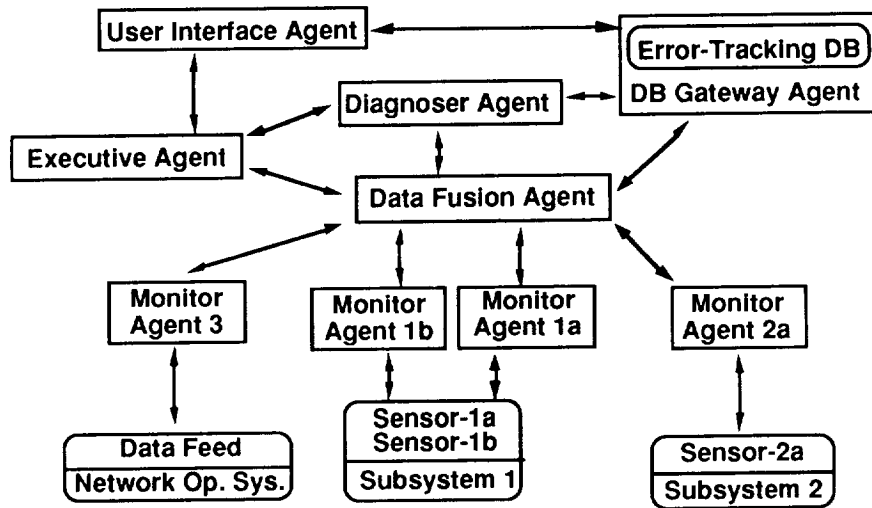 User Interface Agent
Error-Tracking DB
DB Gateway Agent
Diagnoser Agent
Executive Agent
Data Fusion Agent
Monitor
Agent 3
Monitor
Agent 1b
Monitor
Agent 1a
Monitor
Agent 2a
Data Feed
Network Op. Sys.
Sensor-1a
Sensor-1b
Subsystem 1
Sensor-2a
Subsystem 2